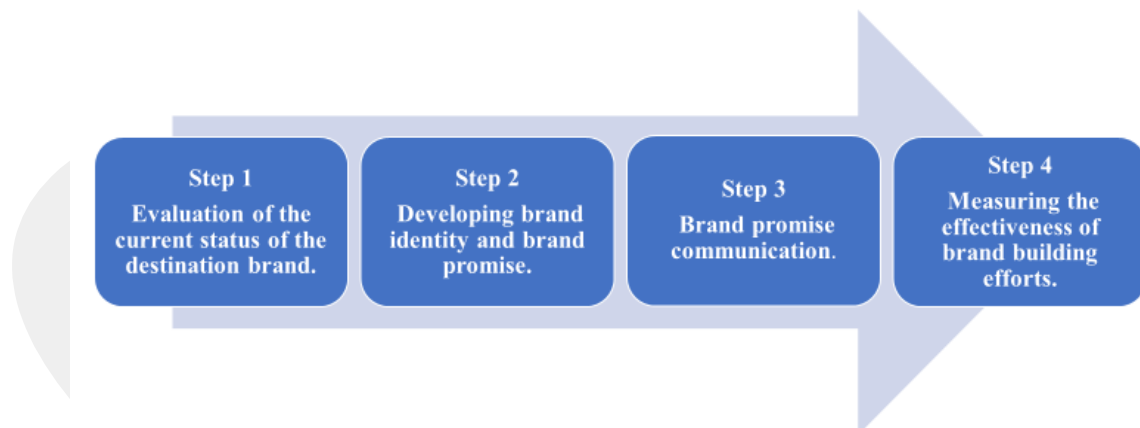 Step 1
Evaluation of the
current status of the
destination brand.
Step 2
Developing brand
identity and brand
promise.
Step 3
Brand promise
communication.
Step 4
Measuring the
effectiveness of
brand building
efforts.